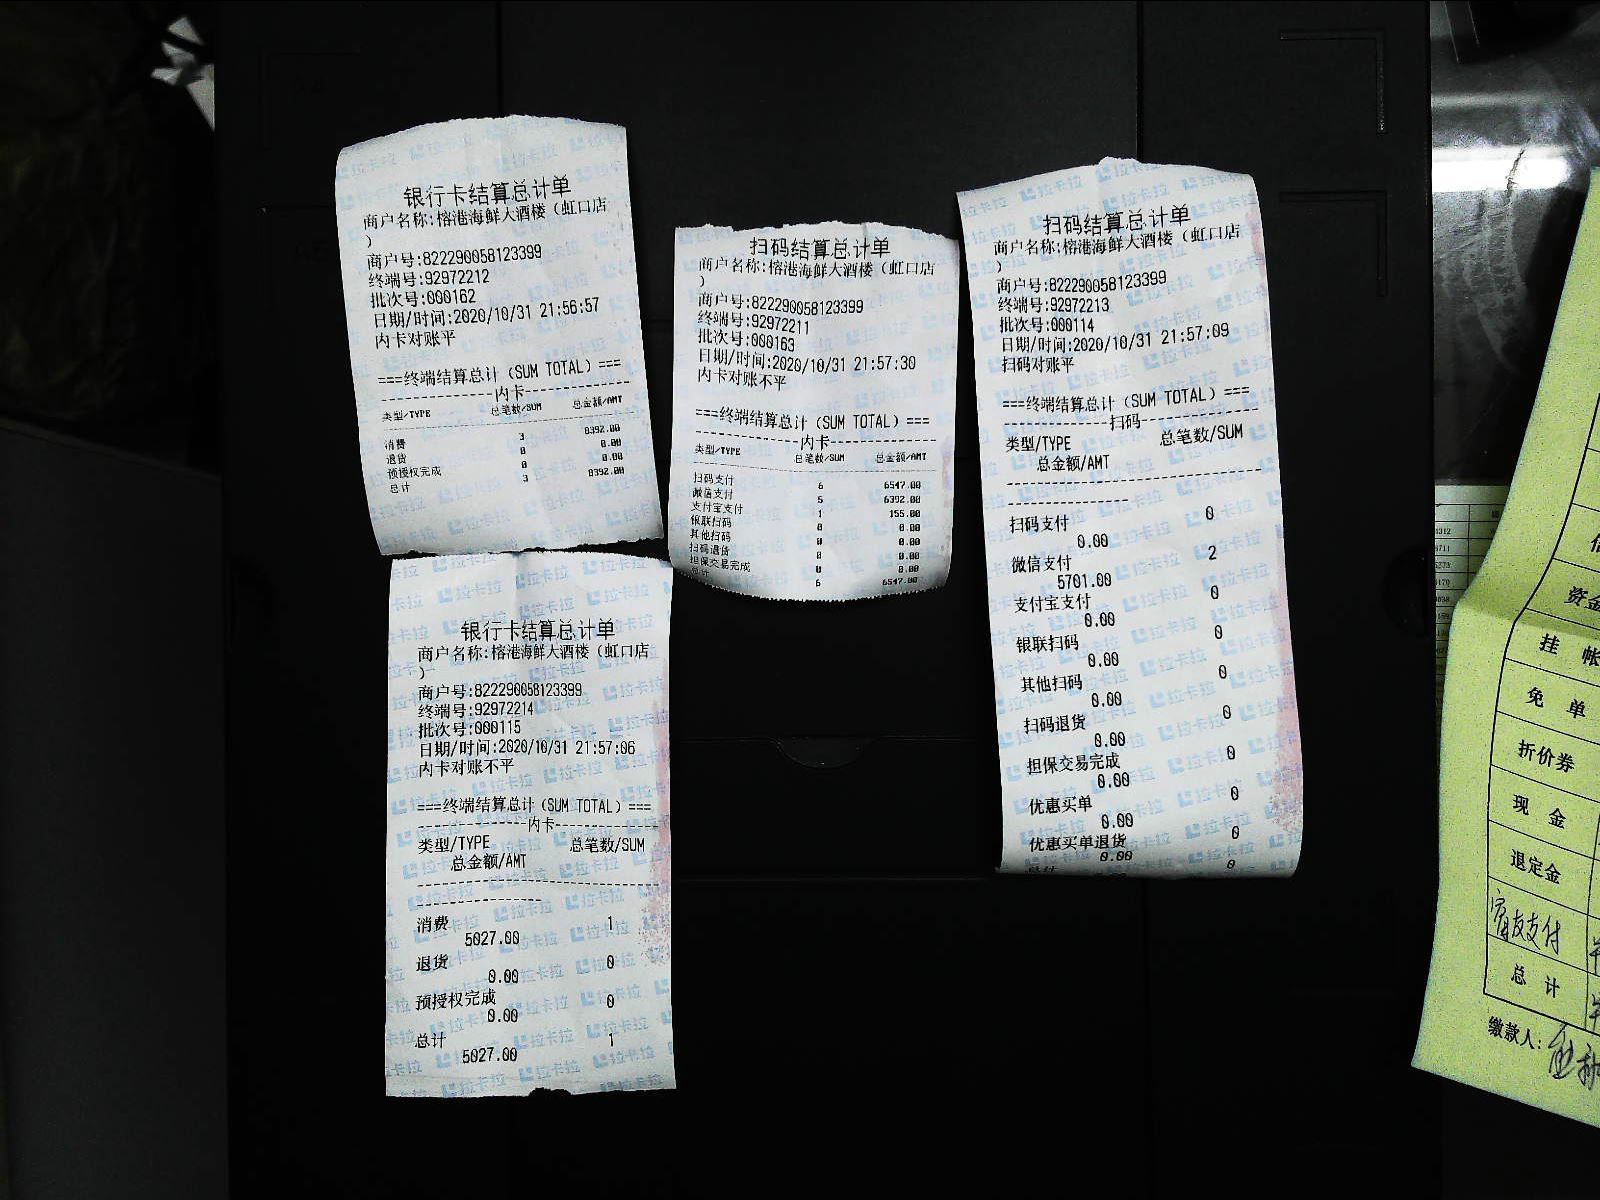 银行卡结算总计单
商户名称:榕港海鲜大酒楼（虹口店
）
商户号:822290058123399
终端号:92972212
批次号:000162
日期/时间:2020/10/31 21:56:57
内卡对账平
===终端结算总计（SUM TOTAL）===
内卡
类型/TYPE 总笔数/SUM 总金额/AMT
消费 3 8392.00
退货 0 0.00
预授权完成 0 0.00
总计 3 8392.00
银行卡结算总计单
商户名称:榕港海鲜大酒楼（虹口店
）
商户号:822290058123399
终端号:92972214
批次号:000115
日期/时间:2020/10/31 21:57:06
内卡对账不平
===终端结算总计（SUM TOTAL）===
内卡
类型/TYPE 总笔数/SUM
总金额/AMT
消费 1
5027.00
退货 0
0.00
预授权完成 0
0.00
总计 1
5027.00
扫码结算总计单
商户名称:榕港海鲜大酒楼（虹口店
）
商户号:822290058123399
终端号:92972211
批次号:000163
日期/时间:2020/10/31 21:57:30
内卡对账不平
===终端结算总计（SUM TOTAL）===
内卡
类型/TYPE 总笔数/SUM 总金额/AMT
扫码支付 6 6547.00
微信支付 5 6392.00
支付宝支付 1 155.00
银联扫码 0 0.00
其他扫码 0 0.00
扫码退货 0 0.00
担保交易完成 0 0.00
总计 6 6547.00
扫码结算总计单
商户名称:榕港海鲜大酒楼（虹口店
）
商户号:822290058123399
终端号:92972213
批次号:000114
日期/时间:2020/10/31 21:57:09
扫码对账平
===终端结算总计（SUM TOTAL）===
扫码
类型/TYPE 总笔数/SUM
总金额/AMT
扫码支付 0
0.00
微信支付 2
5701.00
支付宝支付 0
0.00
银联扫码 0
0.00
其他扫码 0
0.00
扫码退货 0
0.00
担保交易完成 0
0.00
优惠买单 0
0.00
优惠买单退货 0
0.00
总计 0
资金
挂 帐
免 单
折价券
现 金
退定金
支付
总 计
缴款人: